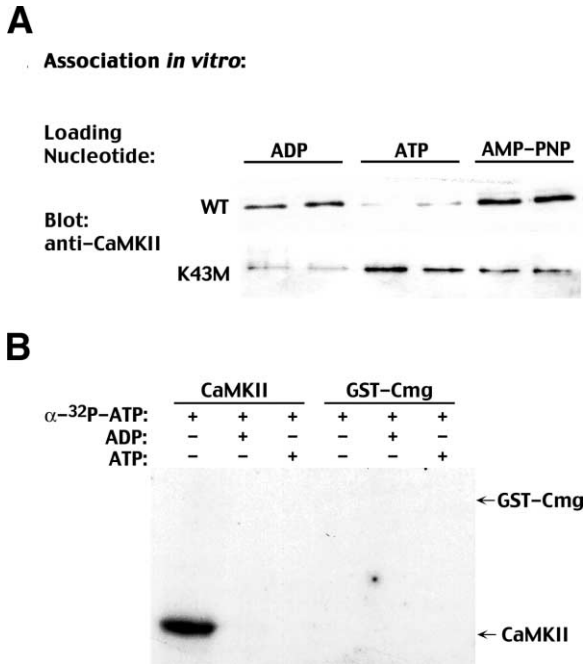 A
Association in vitro:
Loading
Nucleotide:
ADP ATP AMP-PNP
WT
Blot:
anti-CaMKII
K43M
B
CaMKII GST-Cmg
α-32P-ATP: + + + + + +
ADP: – + – – + –
ATP: – – + – – +
←GST-Cmg
←CaMKII